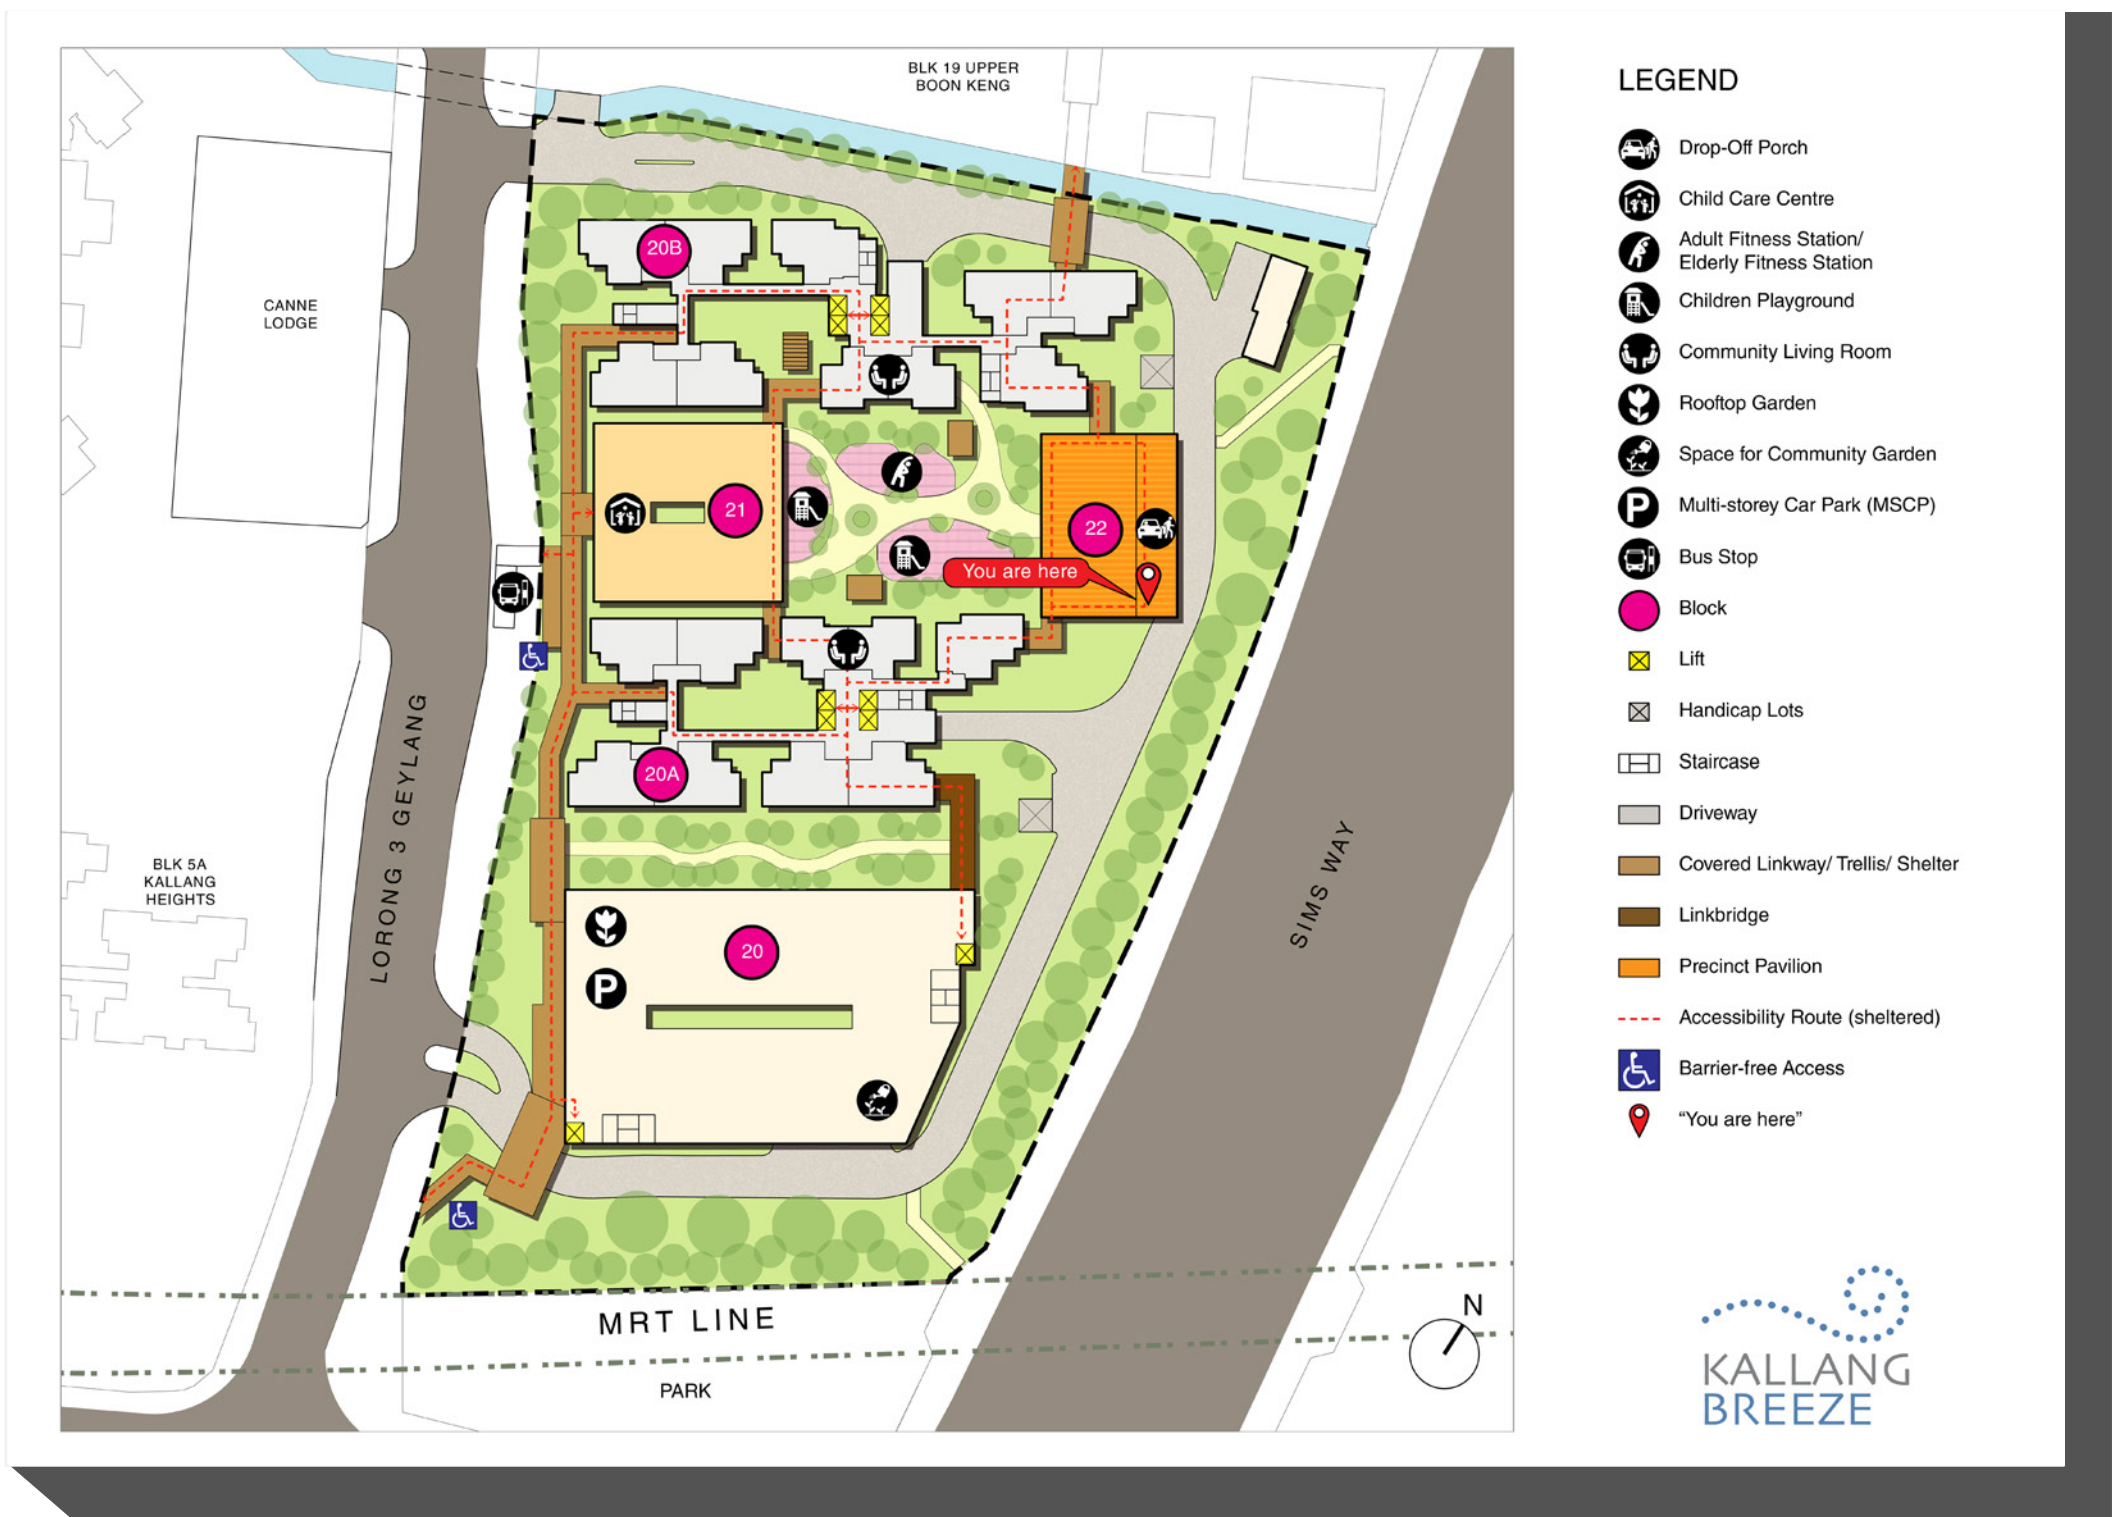 BLK 19 UPPER
BOON KENG
CANNE
LODGE
20B
21
22
You are here
20A
20
P
LORONG 3 GEYLANG
SIMS WAY
BLK 5A
KALLANG
HEIGHTS
MRT LINE
PARK
N
LEGEND
Drop-Off Porch
Child Care Centre
Adult Fitness Station/
Elderly Fitness Station
Children Playground
Community Living Room
Rooftop Garden
Space for Community Garden
P
Multi-storey Car Park (MSCP)
Bus Stop
Block
Lift
Handicap Lots
Staircase
Driveway
Covered Linkway/ Trellis/ Shelter
Linkbridge
Precinct Pavilion
Accessibility Route (sheltered)
Barrier-free Access
“You are here”
KALLANG
BREEZE